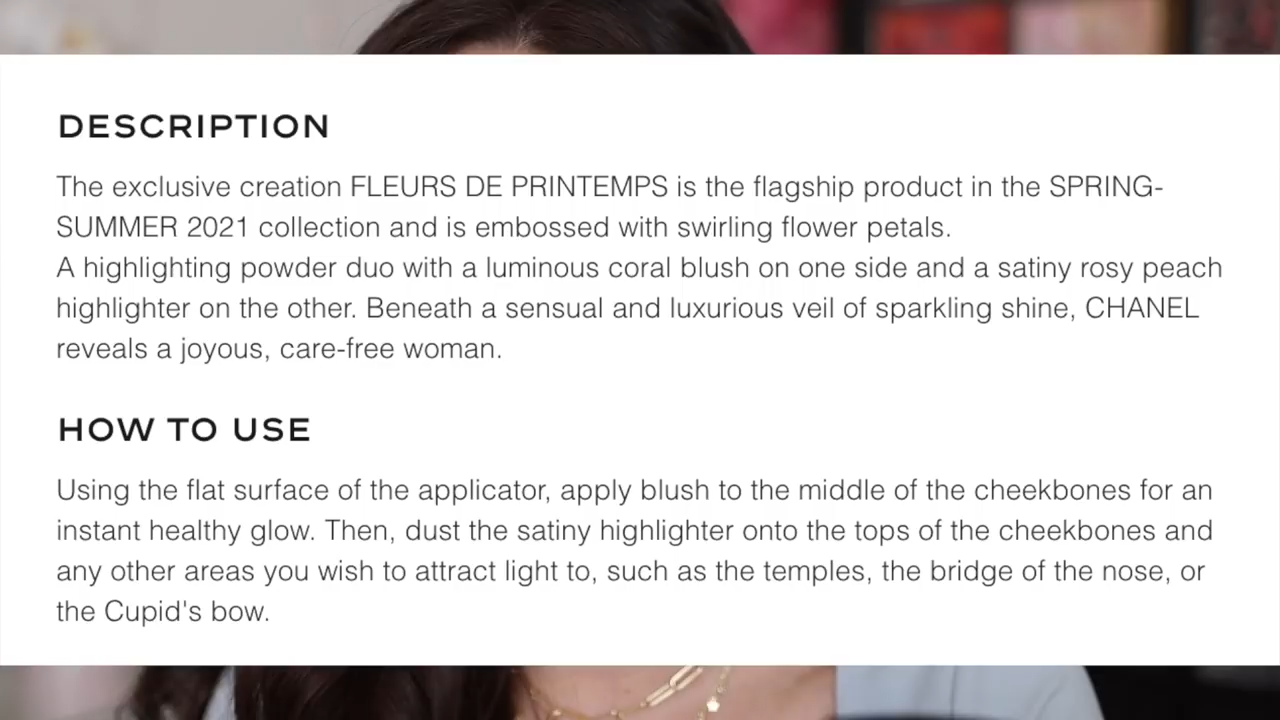 DESCRIPTION
The exclusive creation FLEURS DE PRINTEMPS is the flagship product in the SPRING-
SUMMER 2021 collection and is embossed with swirling flower petals.
A highlighting powder duo with a luminous coral blush on one side and a satiny rosy peach
highlighter on the other. Beneath a sensual and luxurious veil of sparkling shine, CHANEL
reveals a joyous, care-free woman.
HOW TO USE
Using the flat surface of the applicator, apply blush to the middle of the cheekbones for an
instant healthy glow. Then, dust the satiny highlighter onto the tops of the cheekbones and
any other areas you wish to attract light to, such as the temples, the bridge of the nose, or
the Cupid's bow.